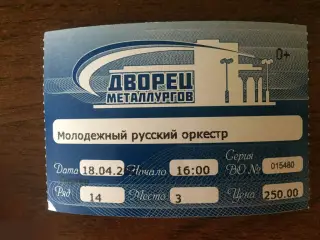 0+
ДВОРЕЦ
МЕТАЛЛУРГОВ
Молодежный русский оркестр
Дата 18.04.2 Начало 16:00 Серия ВО.№ 015480
Ряд 14 Место 3 Цена 250.00